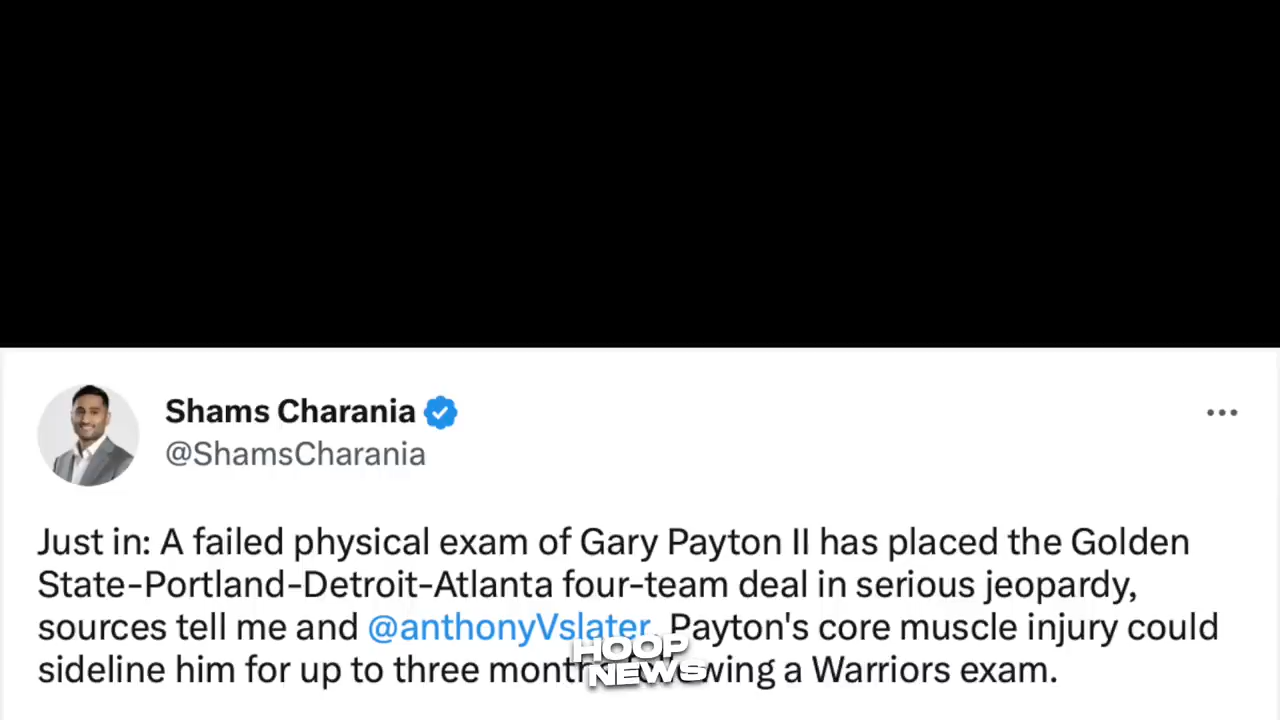 Shams Charania
@ShamsCharania
Just in: A failed physical exam of Gary Payton II has placed the Golden
State-Portland-Detroit-Atlanta four-team deal in serious jeopardy,
sources tell me and @anthonyVslater. Payton's core muscle injury could
sideline him for up to three a Warriors exam.
HOOP
NEWS